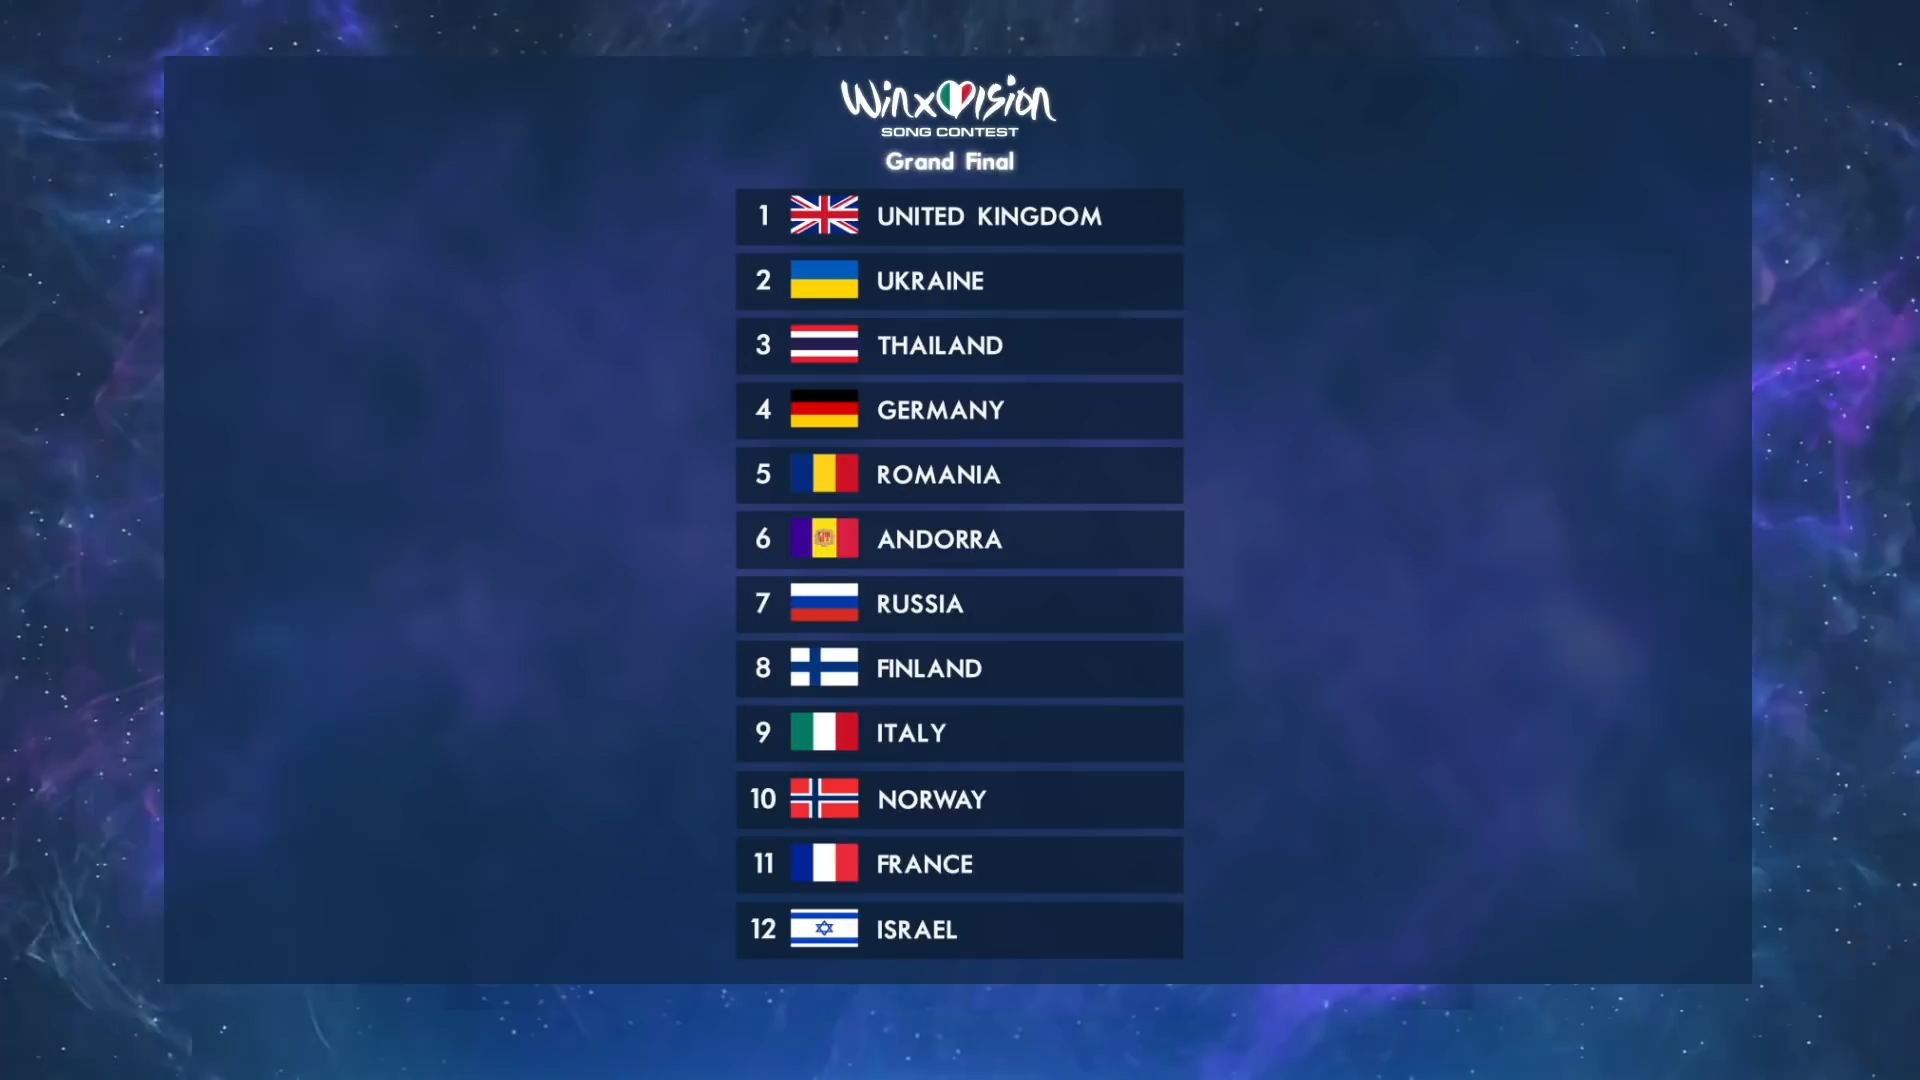 Winxvision
SONG CONTEST
Grand Final
1 UNITED KINGDOM
2 UKRAINE
3 THAILAND
4 GERMANY
5 ROMANIA
6 ANDORRA
7 RUSSIA
8 FINLAND
9 ITALY
10 NORWAY
11 FRANCE
12 ISRAEL